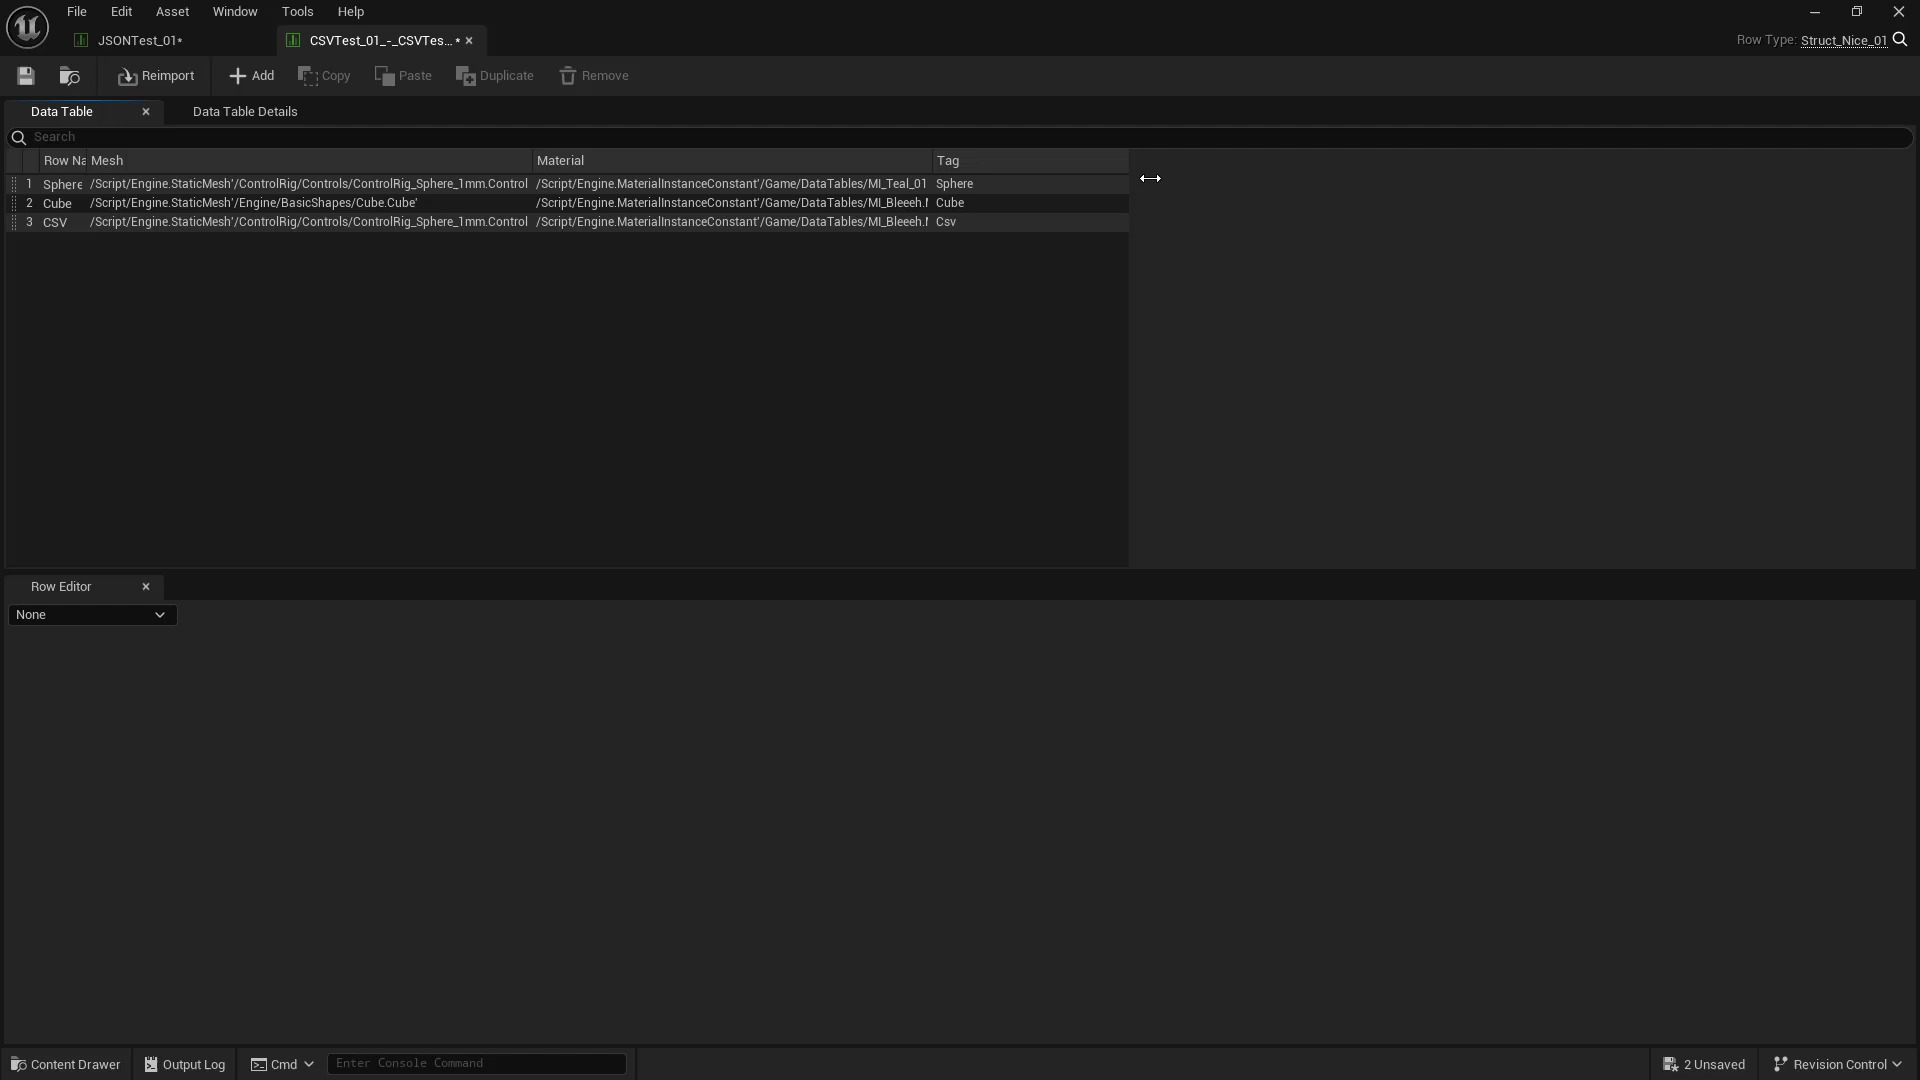 File Edit Asset Window Tools Help
JSONTest_01* CSVTest_01_-_CSVTes... * Row Type: Struct_Nice_01
Reimport Add Copy Paste Duplicate Remove
Data Table Data Table Details
Search
Row Na Mesh Material Tag
1 Sphere /Script/Engine.StaticMesh'/ControlRig/Controls/ControlRig_Sphere_1mm.Control /Script/Engine.MaterialInstanceConstant'/Game/DataTables/MI_Teal_01 Sphere
2 Cube /Script/Engine.StaticMesh'/Engine/BasicShapes/Cube.Cube' /Script/Engine.MaterialInstanceConstant'/Game/DataTables/MI_Bleeeh. Cube
3 CSV /Script/Engine.StaticMesh'/ControlRig/Controls/ControlRig_Sphere_1mm.Control /Script/Engine.MaterialInstanceConstant'/Game/DataTables/MI_Bleeeh. Csv
Row Editor
None
Content Drawer Output Log Cmd Enter Console Command 2 Unsaved Revision Control